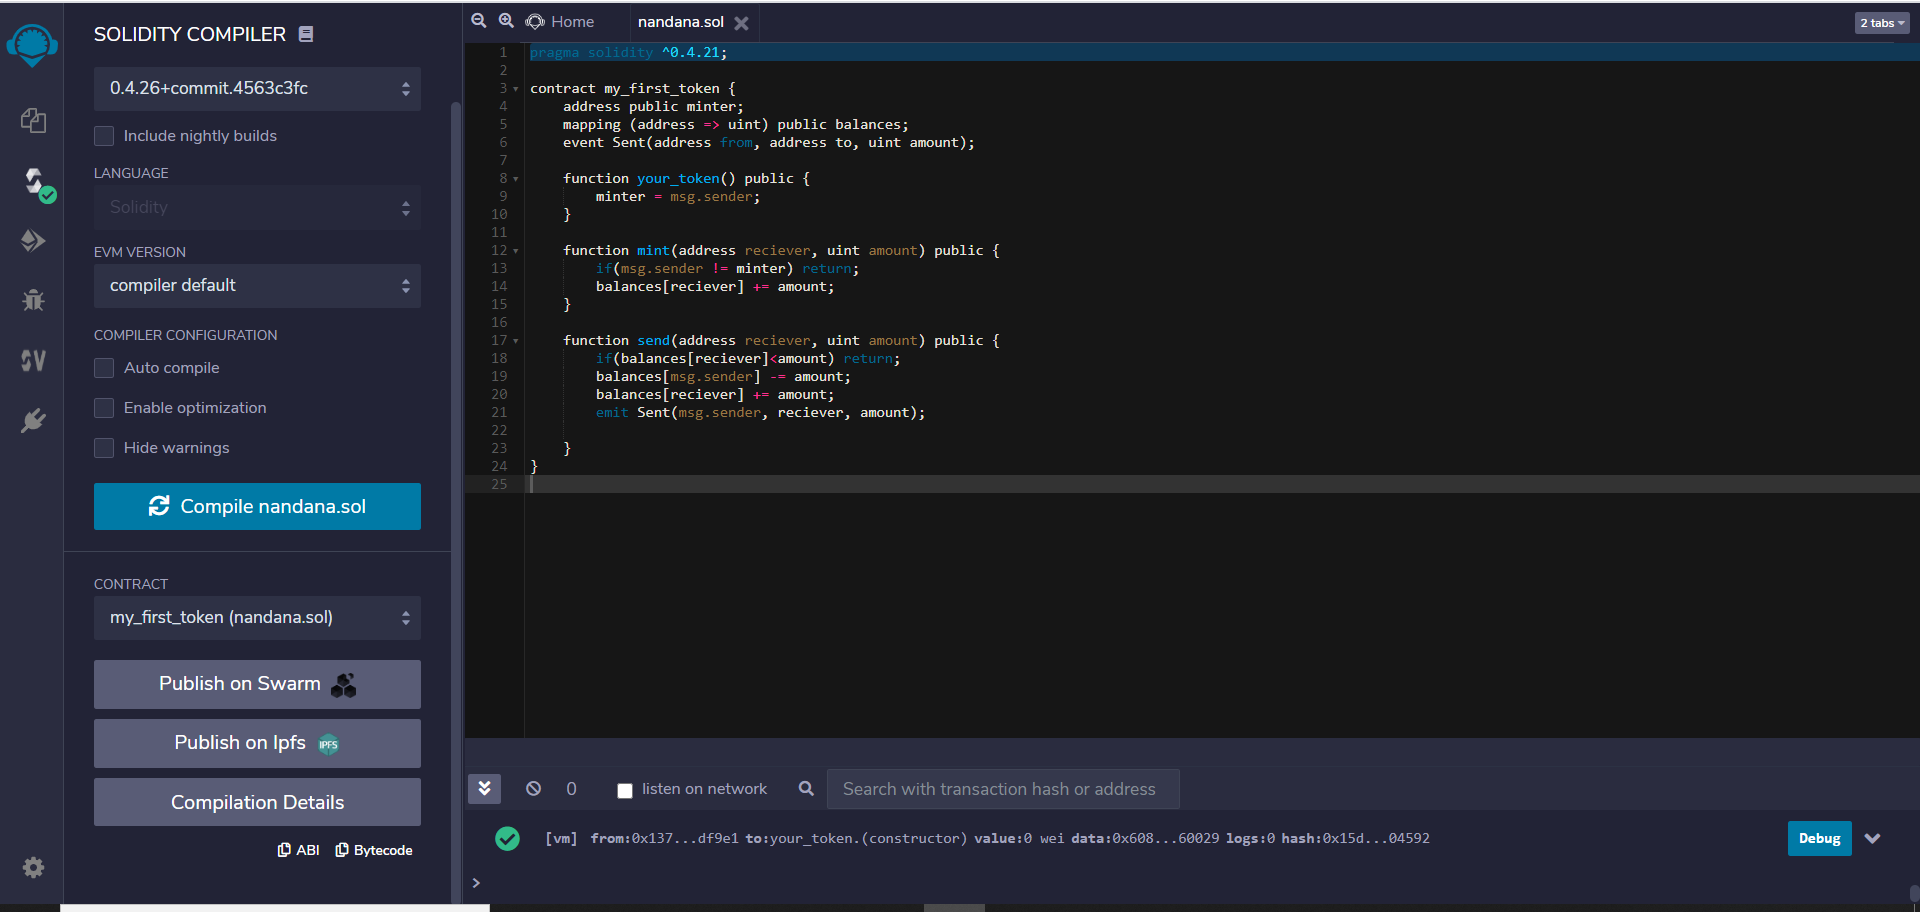 SOLIDITY COMPILER
0.4.26+commit.4563c3fc
Include nightly builds
LANGUAGE
Solidity
EVM VERSION
compiler default
COMPILER CONFIGURATION
Auto compile
Enable optimization
Hide warnings
Compile nandana.sol
CONTRACT
my_first_token (nandana.sol)
Publish on Swarm
Publish on Ipfs IPFS
Compilation Details
ABI Bytecode
Home nandana.sol 2 tabs
1 pragma solidity ^0.4.21;
2
3 contract my_first_token {
4 address public minter;
5 mapping (address => uint) public balances;
6 event Sent(address from, address to, uint amount);
7
8 function your_token() public {
9 minter = msg.sender;
10 }
11
12 function mint(address reciever, uint amount) public {
13 if(msg.sender != minter) return;
14 balances[reciever] += amount;
15 }
16
17 function send(address reciever, uint amount) public {
18 if(balances[reciever]<amount) return;
19 balances[msg.sender] -= amount;
20 balances[reciever] += amount;
21 emit Sent(msg.sender, reciever, amount);
22
23 }
24 }
25
0 listen on network Search with transaction hash or address
[vm] from:0x137...df9e1 to:your_token.(constructor) value:0 wei data:0x608...60029 logs:0 hash:0x15d...04592 Debug
>